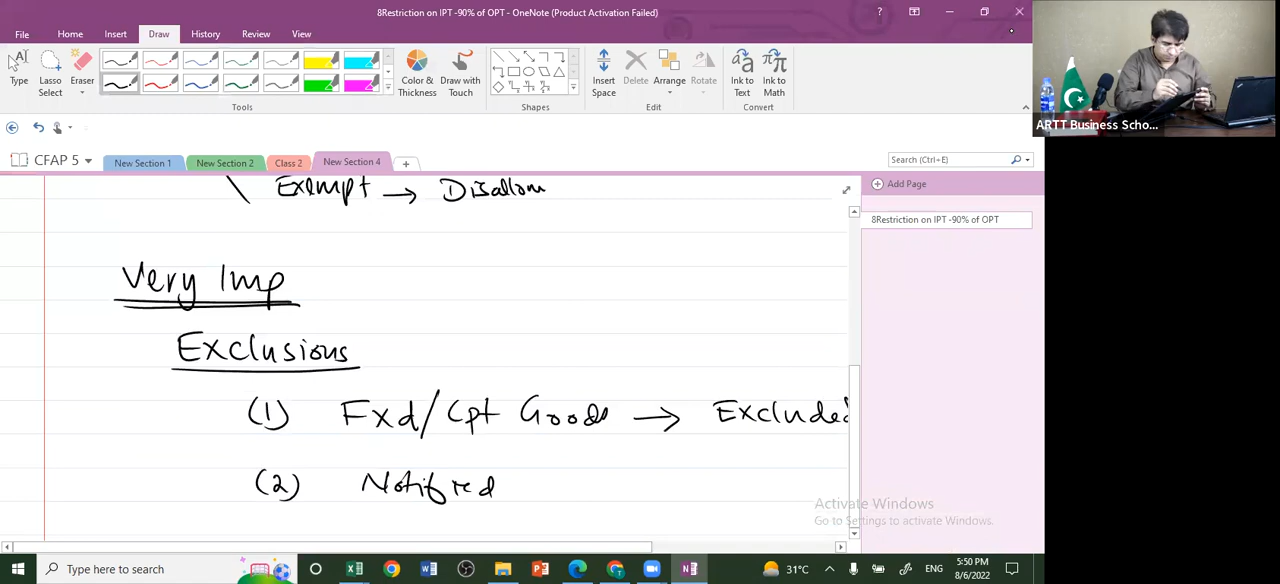 8Restriction on IPT -90% of OPT - OneNote (Product Activation Failed)
File Home Insert Draw History Review View
Type Lasso Select Eraser Color & Thickness Draw with Touch Insert Space Delete Arrange Rotate Ink to Text Ink to Math
Tools Shapes Edit Convert
ARTT Business Scho...
CFAP 5 New Section 1 New Section 2 Class 2 New Section 4 Search (Ctrl+E)
Add Page
8Restriction on IPT -90% of OPT
Exempt → Disallow
Very Imp
Exclusions
(1) Fxd/Cpt Goods → Excluded
(2) Notified
Activate Windows
Go to Settings to activate Windows.
Type here to search
31°C ENG 5:50 PM
8/6/2022